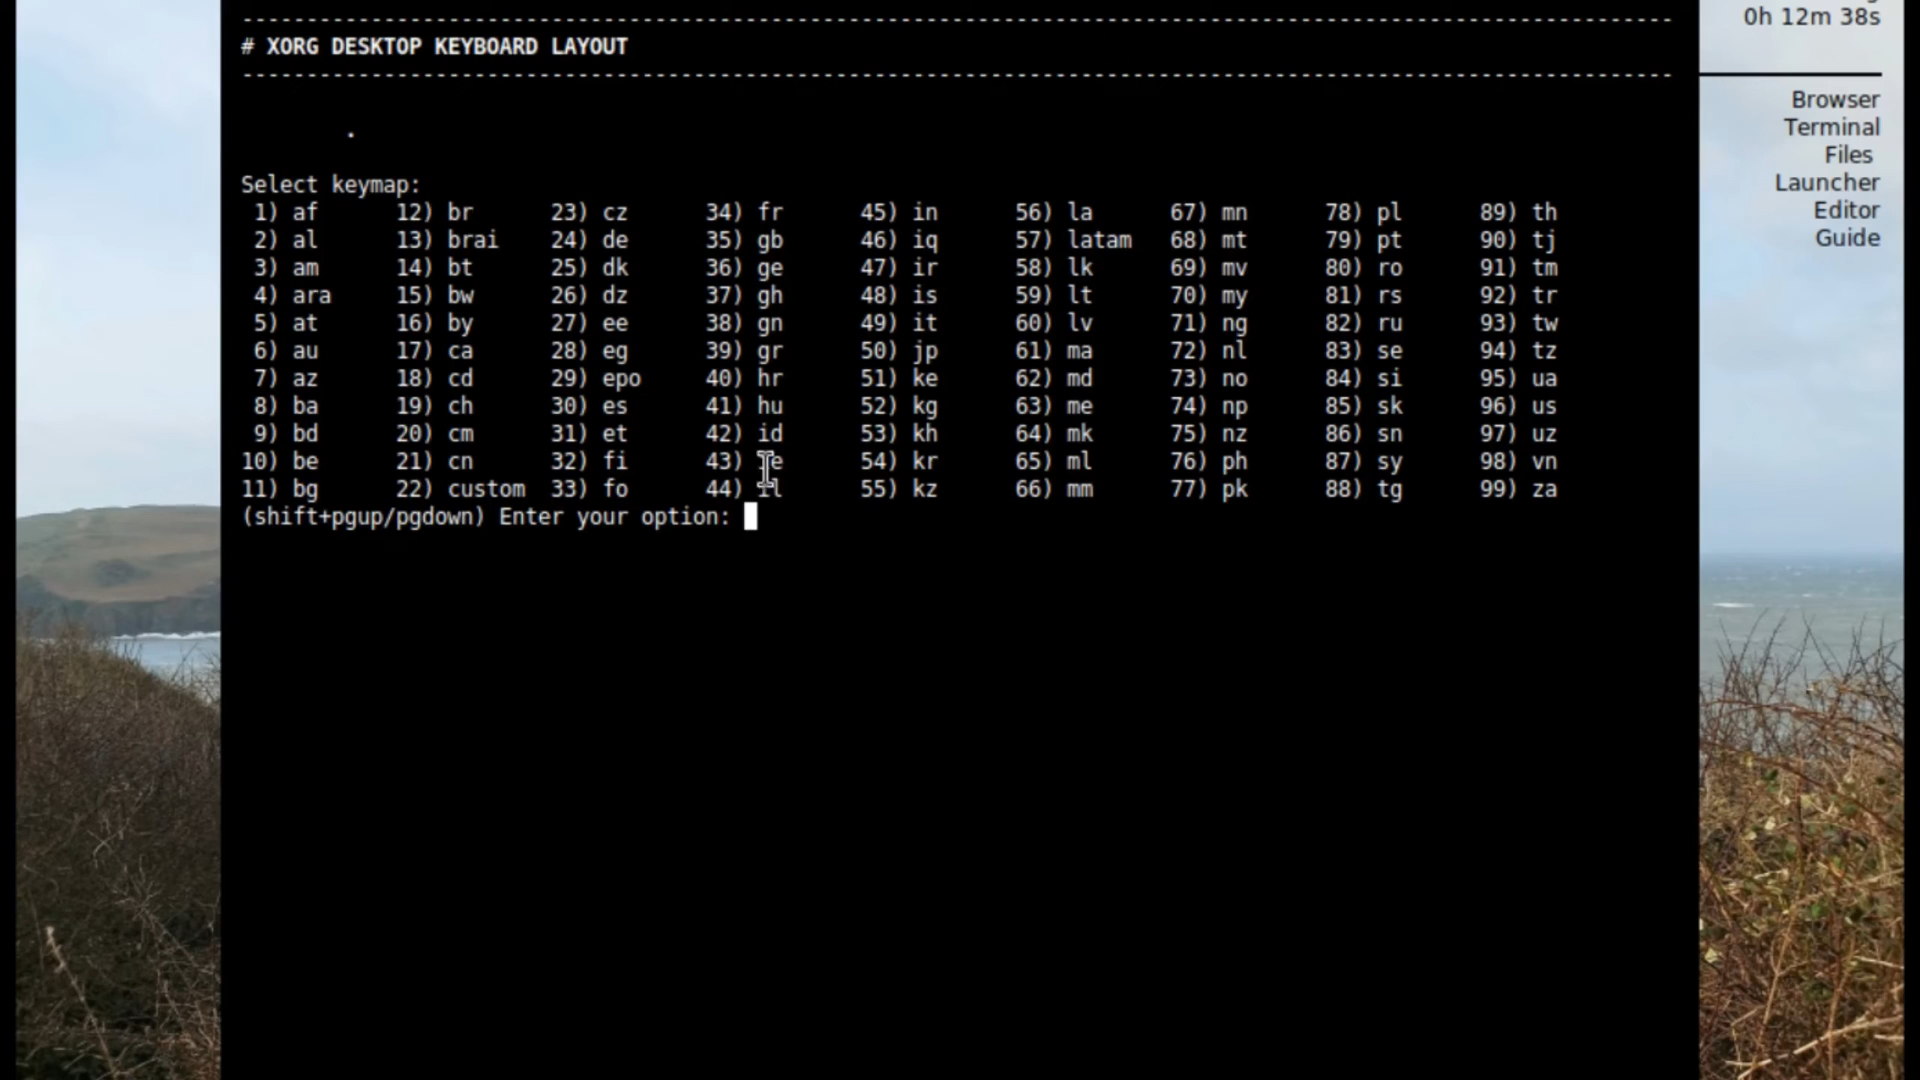 0h 12m 38s
# XORG DESKTOP KEYBOARD LAYOUT
.
Select keymap:
1) af 12) br 23) cz 34) fr 45) in 56) la 67) mn 78) pl 89) th
2) al 13) brai 24) de 35) gb 46) iq 57) latam 68) mt 79) pt 90) tj
3) am 14) bt 25) dk 36) ge 47) ir 58) lk 69) mv 80) ro 91) tm
4) ara 15) bw 26) dz 37) gh 48) is 59) lt 70) my 81) rs 92) tr
5) at 16) by 27) ee 38) gn 49) it 60) lv 71) ng 82) ru 93) tw
6) au 17) ca 28) eg 39) gr 50) jp 61) ma 72) nl 83) se 94) tz
7) az 18) cd 29) epo 40) hr 51) ke 62) md 73) no 84) si 95) ua
8) ba 19) ch 30) es 41) hu 52) kg 63) me 74) np 85) sk 96) us
9) bd 20) cm 31) et 42) id 53) kh 64) mk 75) nz 86) sn 97) uz
10) be 21) cn 32) fi 43) 54) kr 65) ml 76) ph 87) sy 98) vn
11) bg 22) custom 33) fo 44) 55) kz 66) mm 77) pk 88) tg 99) za
(shift+pgup/pgdown) Enter your option:
Browser
Terminal
Files
Launcher
Editor
Guide